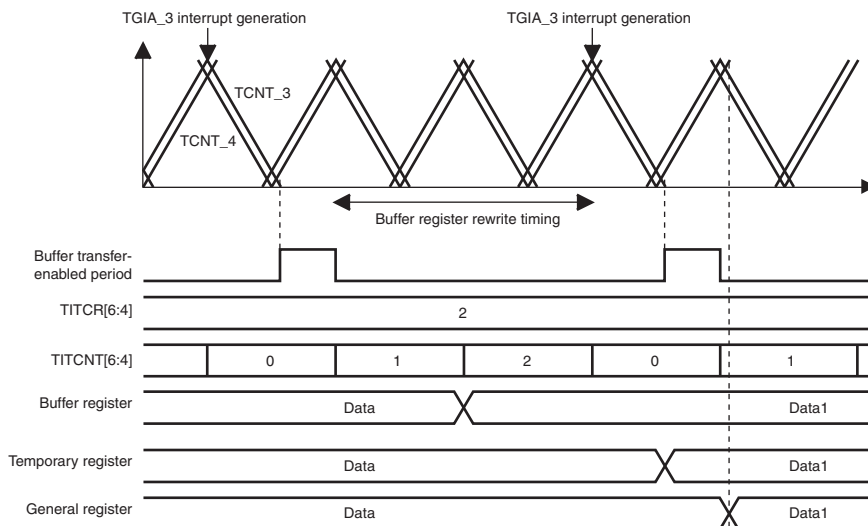 TGIA_3 interrupt generation
TGIA_3 interrupt generation
TCNT_3
TCNT_4
Buffer register rewrite timing
Buffer transfer-
enabled period
TITCR[6:4]
2
TITCNT[6:4]
0
1
2
0
1
Buffer register
Data
Data1
Temporary register
Data
Data1
General register
Data
Data1